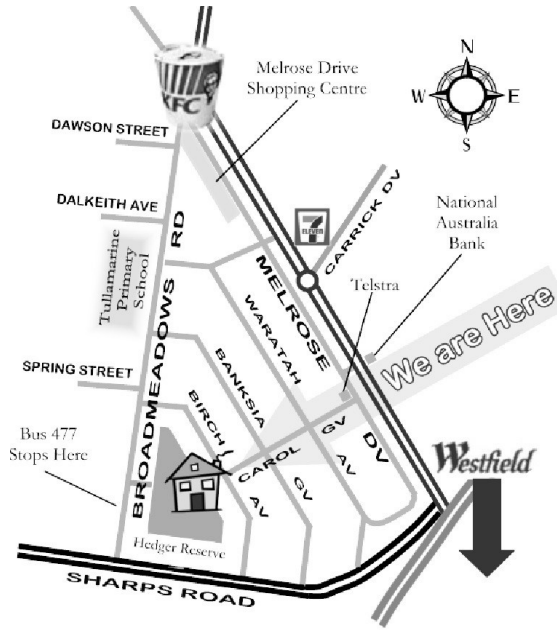 N
W
E
S
KFC
Melrose Drive
Shopping Centre
DAWSON STREET
DALKEITH AVE
7
ELEVEN
CARRICK DV
National
Australia
Bank
Tullamarine
Primary
School
BROADMEADOWS RD
MELROSE DV
WARATAH AV
Telstra
We are Here
SPRING STREET
BANKSIA GV
BIRCH AV
CAROL GV
Bus 477
Stops Here
Westfield
Hedger Reserve
SHARPS ROAD